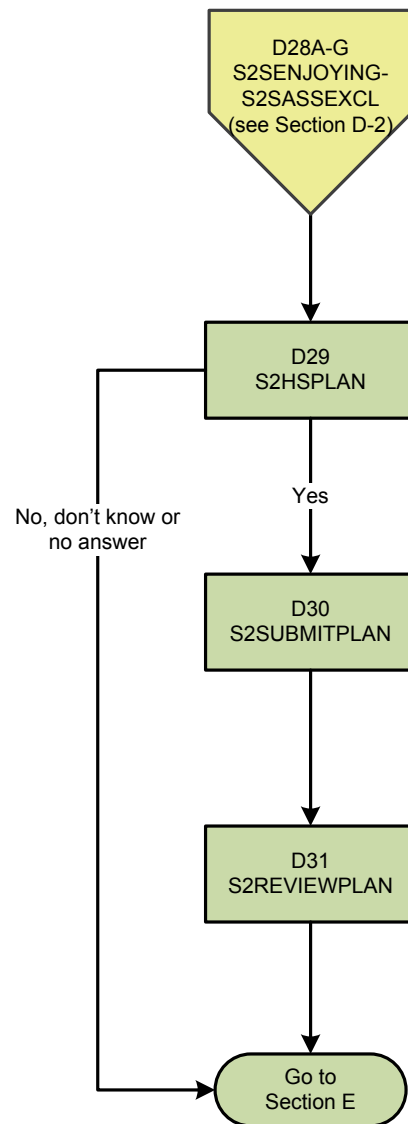 D28A-G
S2SENJOYING-
S2SASSEXCL
(see Section D-2)
D29
S2HSPLAN
Yes
No, don't know or
no answer
D30
S2SUBMITPLAN
D31
S2REVIEWPLAN
Go to
Section E